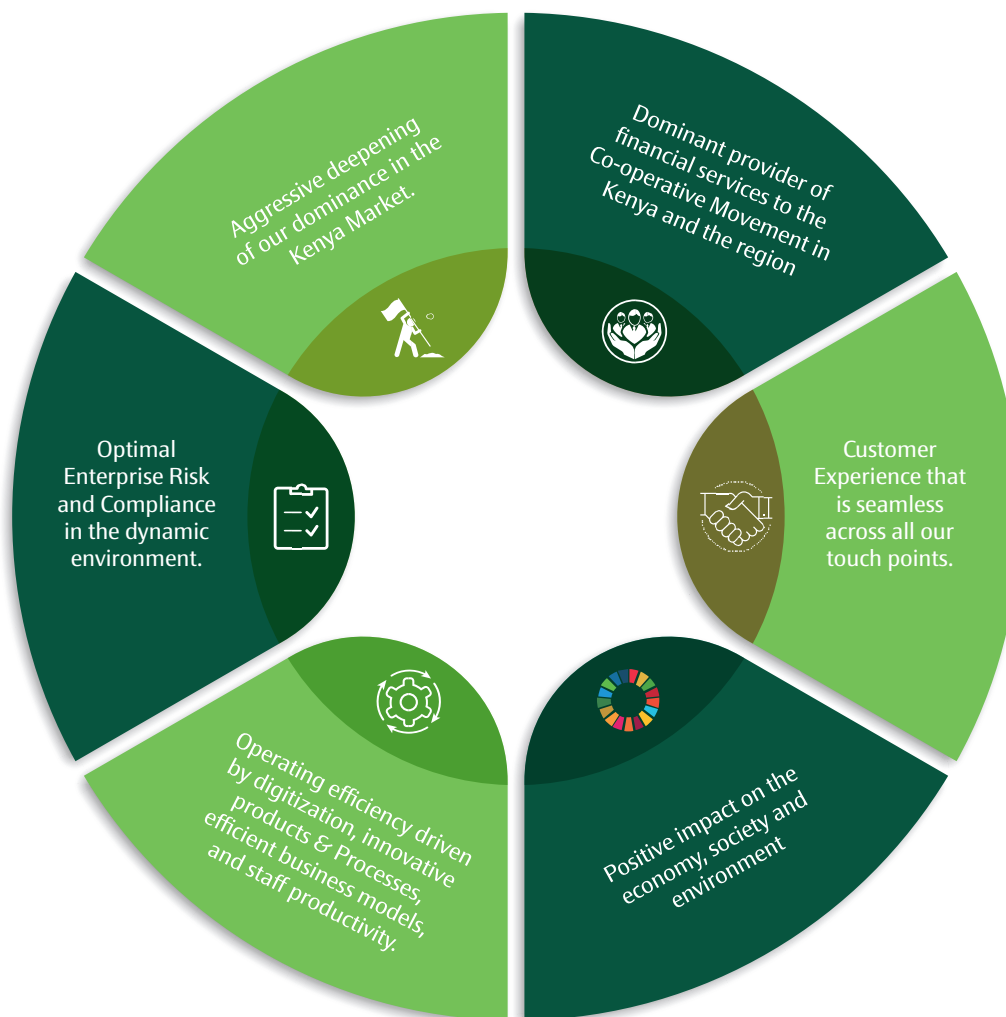 Aggressive deepening
of our dominance in the
Kenya Market.
Dominant provider of
financial services to the
Co-operative Movement in
Kenya and the region
Optimal
Enterprise Risk
and Compliance
in the dynamic
environment.
Customer
Experience that
is seamless
across all our
touch points.
Operating efficiency driven
by digitization, innovative
products & Processes,
efficient business models,
and staff productivity.
Positive impact on the
economy, society and
environment